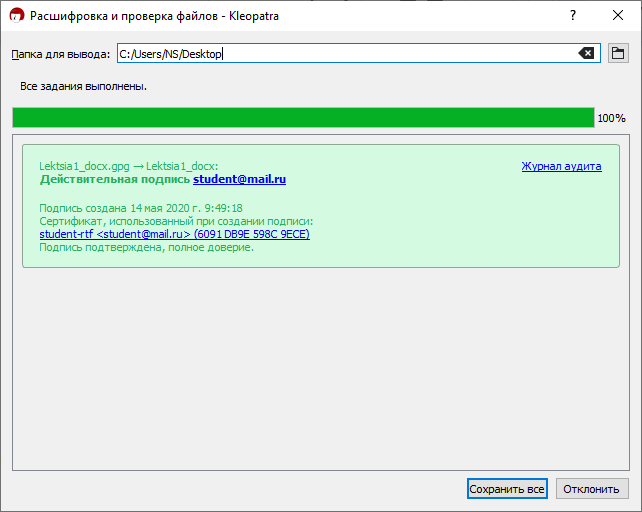 Расшифровка и проверка файлов - Kleopatra
Папка для вывода: C:/Users/NS/Desktop
Все задания выполнены.
100%
Lektsia1_docx.gpg → Lektsia1_docx: Журнал аудита
Действительная подпись student@mail.ru
Подпись создана 14 мая 2020 г. 9:49:18
Сертификат, использованный при создании подписи:
student-rtf <student@mail.ru> (6091 DB9E 598C 9ECE)
Подпись подтверждена, полное доверие.
Сохранить все Отклонить